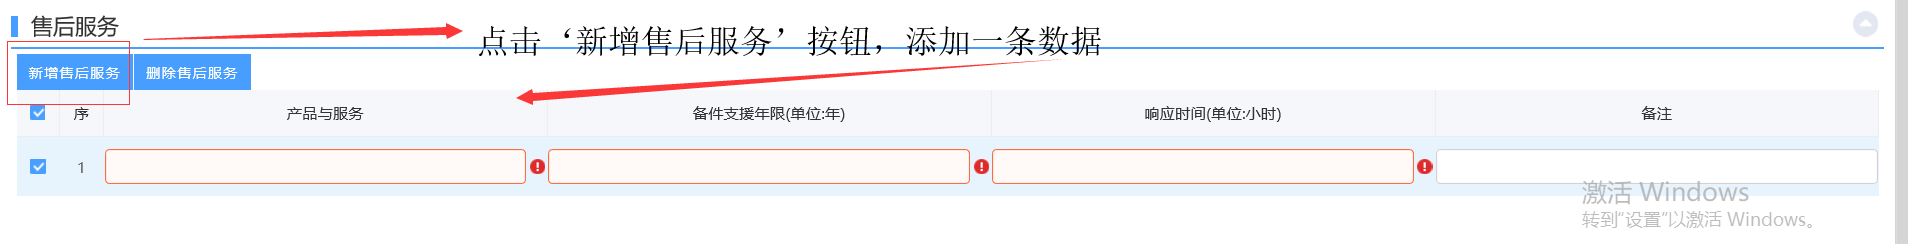 售后服务
点击‘新增售后服务’按钮，添加一条数据
新增售后服务 删除售后服务
序 产品与服务 备件支援年限(单位:年) 响应时间(单位:小时) 备注
1
激活 Windows
转到"设置"以激活 Windows。